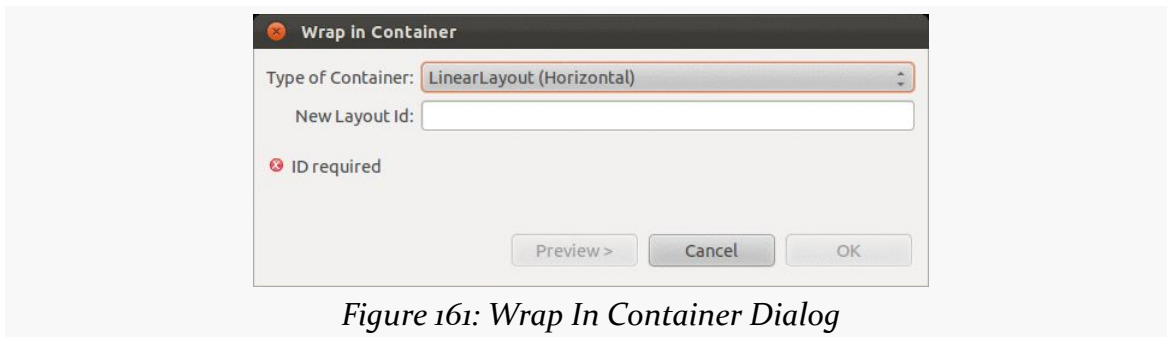 Wrap in Container
Type of Container: LinearLayout (Horizontal)
New Layout Id:
ID required
Preview > Cancel OK
Figure 161: Wrap In Container Dialog